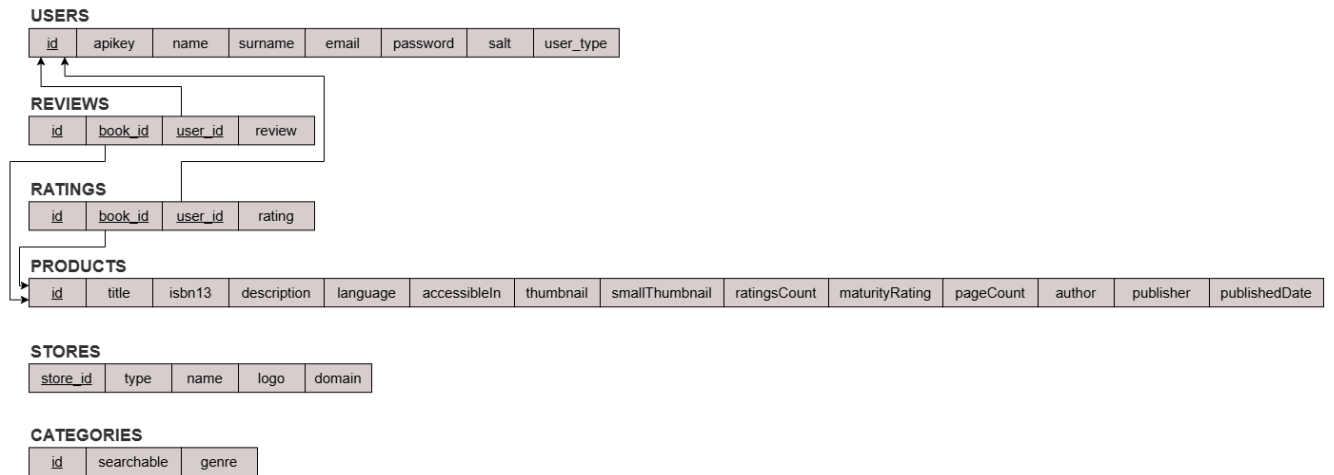 USERS
id apikey name surname email password salt user_type
REVIEWS
id book_id user_id review
RATINGS
id book_id user_id rating
PRODUCTS
id title isbn13 description language accessibleIn thumbnail smallThumbnail ratingsCount maturityRating pageCount author publisher publishedDate
STORES
store_id type name logo domain
CATEGORIES
id searchable genre